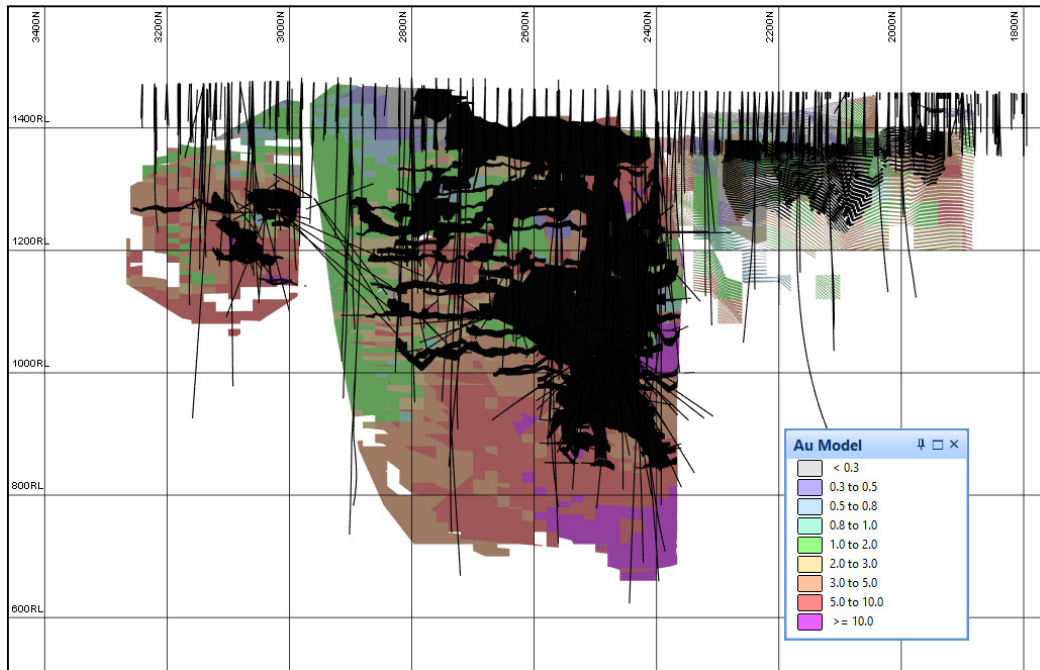 3400N
3200N
3000N
2800N
2600N
2400N
2200N
2000N
1800N
1400RL
1200RL
1000RL
800RL
600RL
Au Model
< 0.3
0.3 to 0.5
0.5 to 0.8
0.8 to 1.0
1.0 to 2.0
2.0 to 3.0
3.0 to 5.0
5.0 to 10.0
>= 10.0